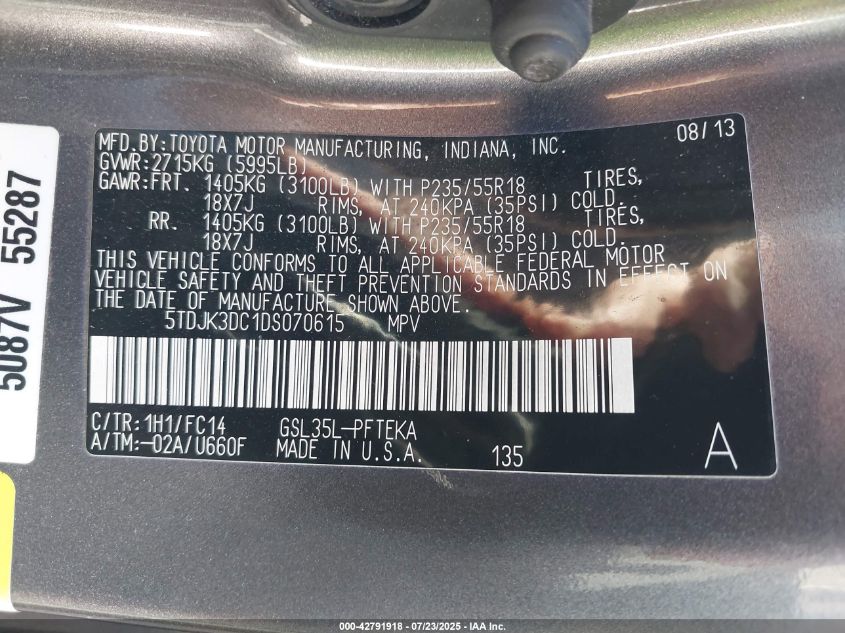 MFD.BY:TOYOTA MOTOR MANUFACTURING, INDIANA, INC. 08/13
GVWR:2715KG (5995LB)
GAWR:FRT. 1405KG (3100LB) WITH P235/55R18 TIRES,
18X7J RIMS, AT 240KPA (35PSI) COLD.
RR. 1405KG (3100LB) WITH P235/55R18 TIRES,
18X7J RIMS, AT 240KPA (35PSI) COLD.
THIS VEHICLE CONFORMS TO ALL APPLICABLE FEDERAL MOTOR
VEHICLE SAFETY AND THEFT PREVENTION STANDARDS IN EFFECT ON
THE DATE OF MANUFACTURE SHOWN ABOVE.
5TDJK3DC1DS070615 MPV
C/TR:1H1/FC14 GSL35L-PFTEKA
A/TM:-02A/U660F MADE IN U.S.A. 135 A
5087V 55287
000-42791918 - 07/23/2025 - IAA Inc.